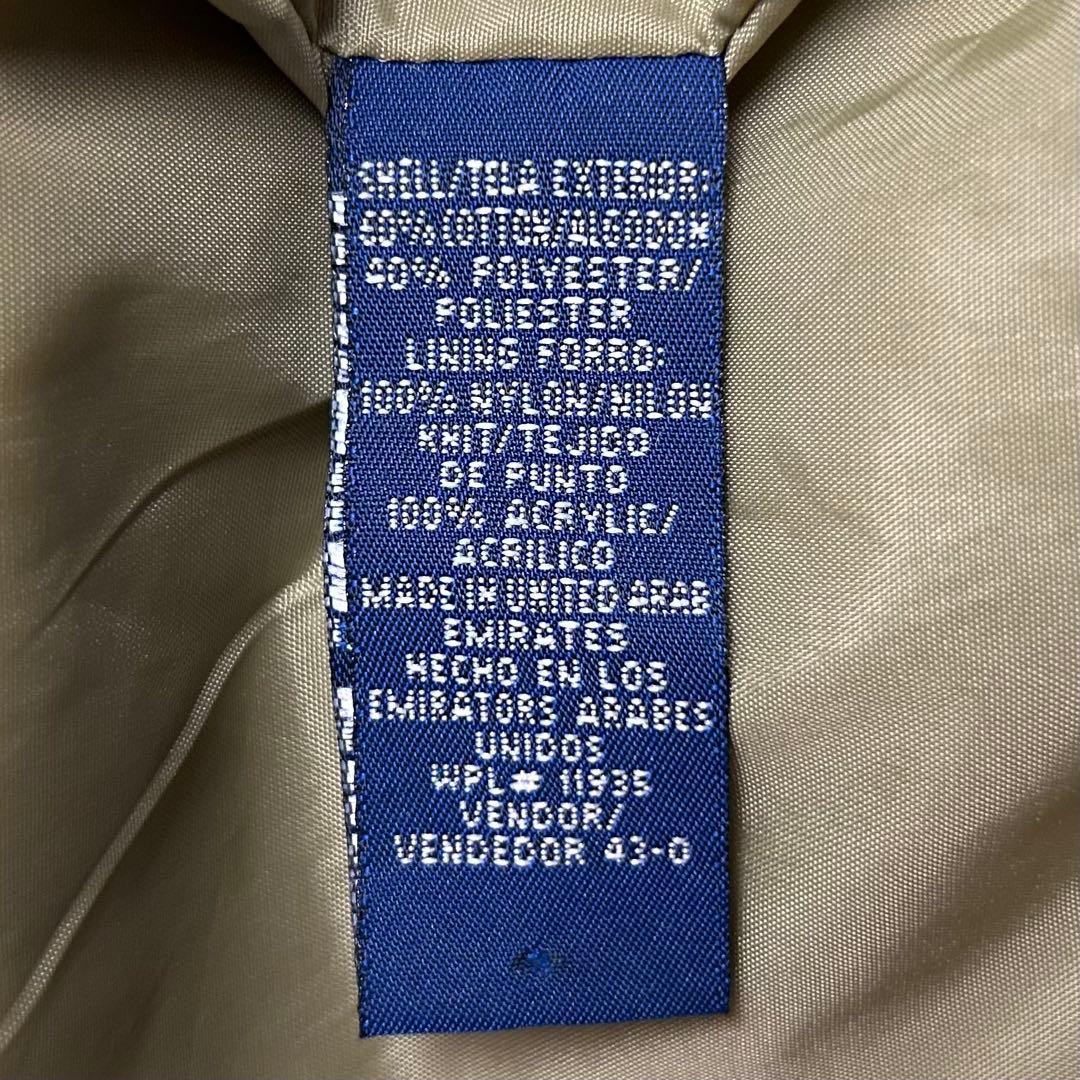 SHELL/TELA EXTERIOR:
60% COTTON/ALGODON
40% POLYESTER/
POLIESTER
LINING FORRO:
100% NYLON/NILON
KNIT/TEJIDO
DE PUNTO
100% ACRYLIC/
ACRILICO
MADE IN UNITED ARAB
EMIRATES
HECHO EN LOS
EMIRATORS ARABES
UNIDOS
WPL# 11935
VENDOR/
VENDEDOR 43-0